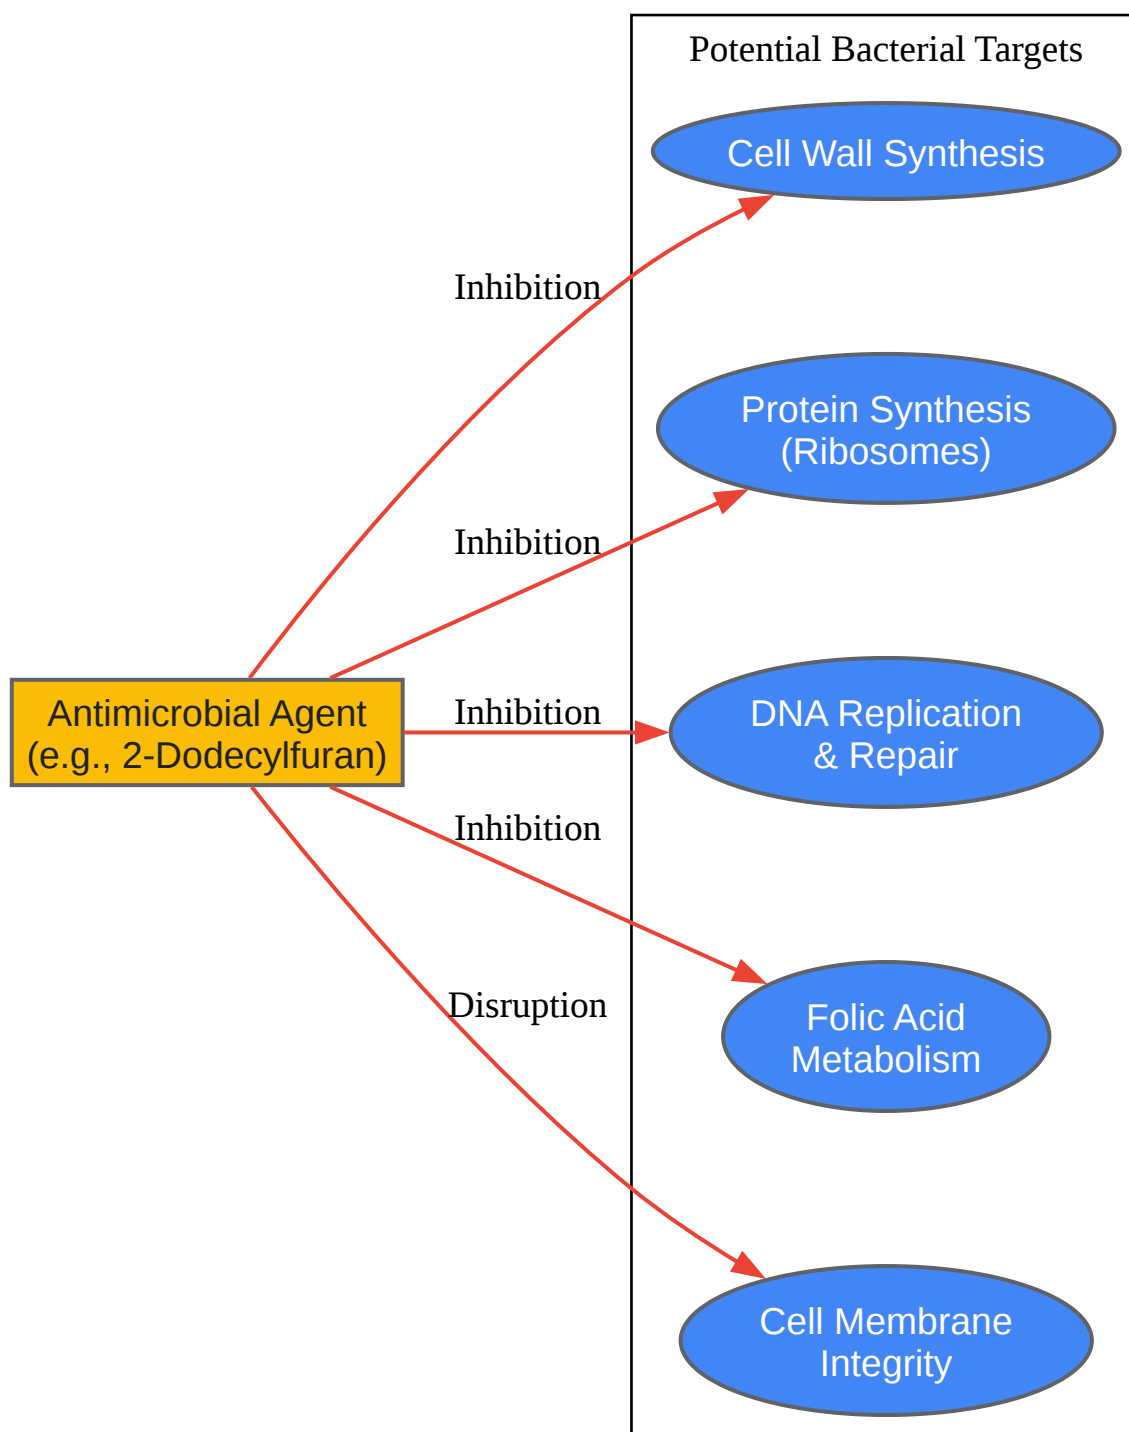 Potential Bacterial Targets
Cell Wall Synthesis
Inhibition
Protein Synthesis
(Ribosomes)
Inhibition
Antimicrobial Agent
(e.g., 2-Dodecylfuran)
Inhibition
DNA Replication
& Repair
Inhibition
Folic Acid
Metabolism
Disruption
Cell Membrane
Integrity